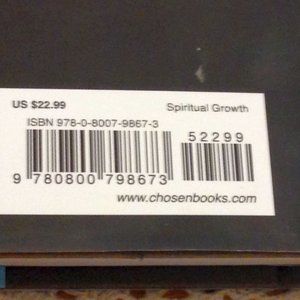 US $22.99 Spiritual Growth
ISBN 978-0-8007-9867-3
52299
9 780800 798673
www.chosenbooks.com